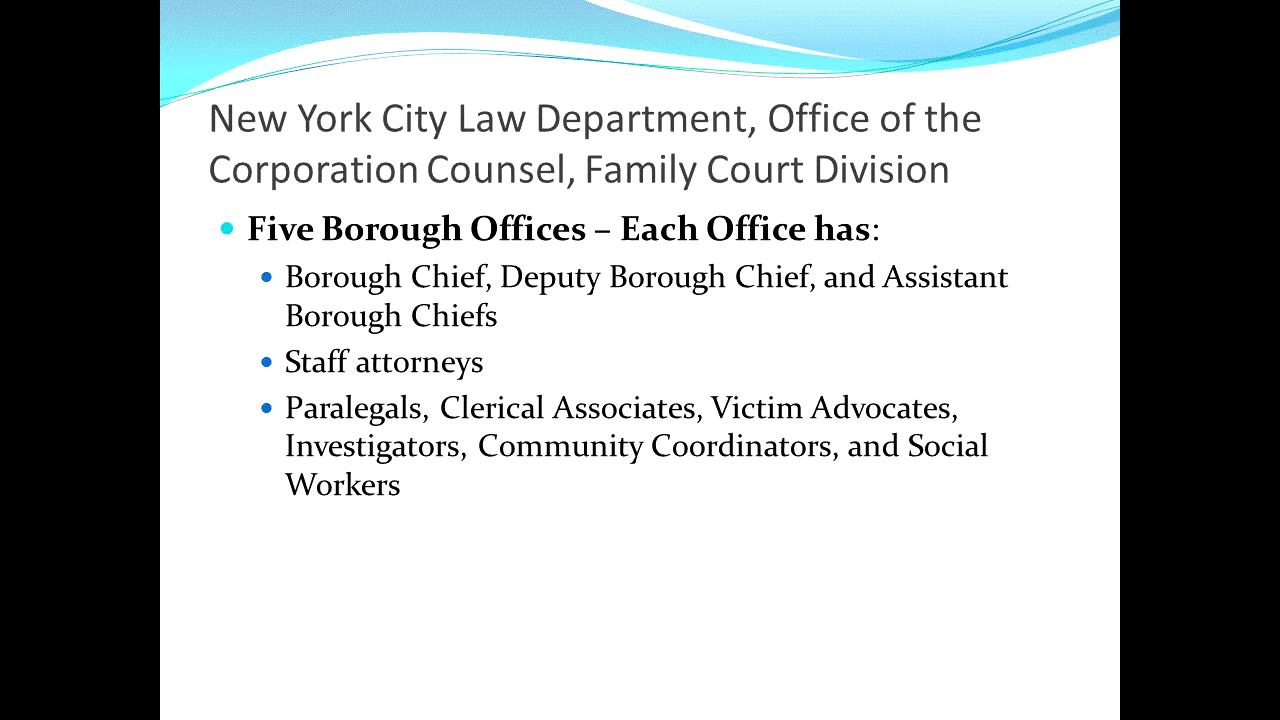 New York City Law Department, Office of the
Corporation Counsel, Family Court Division
• Five Borough Offices – Each Office has:
• Borough Chief, Deputy Borough Chief, and Assistant
Borough Chiefs
• Staff attorneys
• Paralegals, Clerical Associates, Victim Advocates,
Investigators, Community Coordinators, and Social
Workers